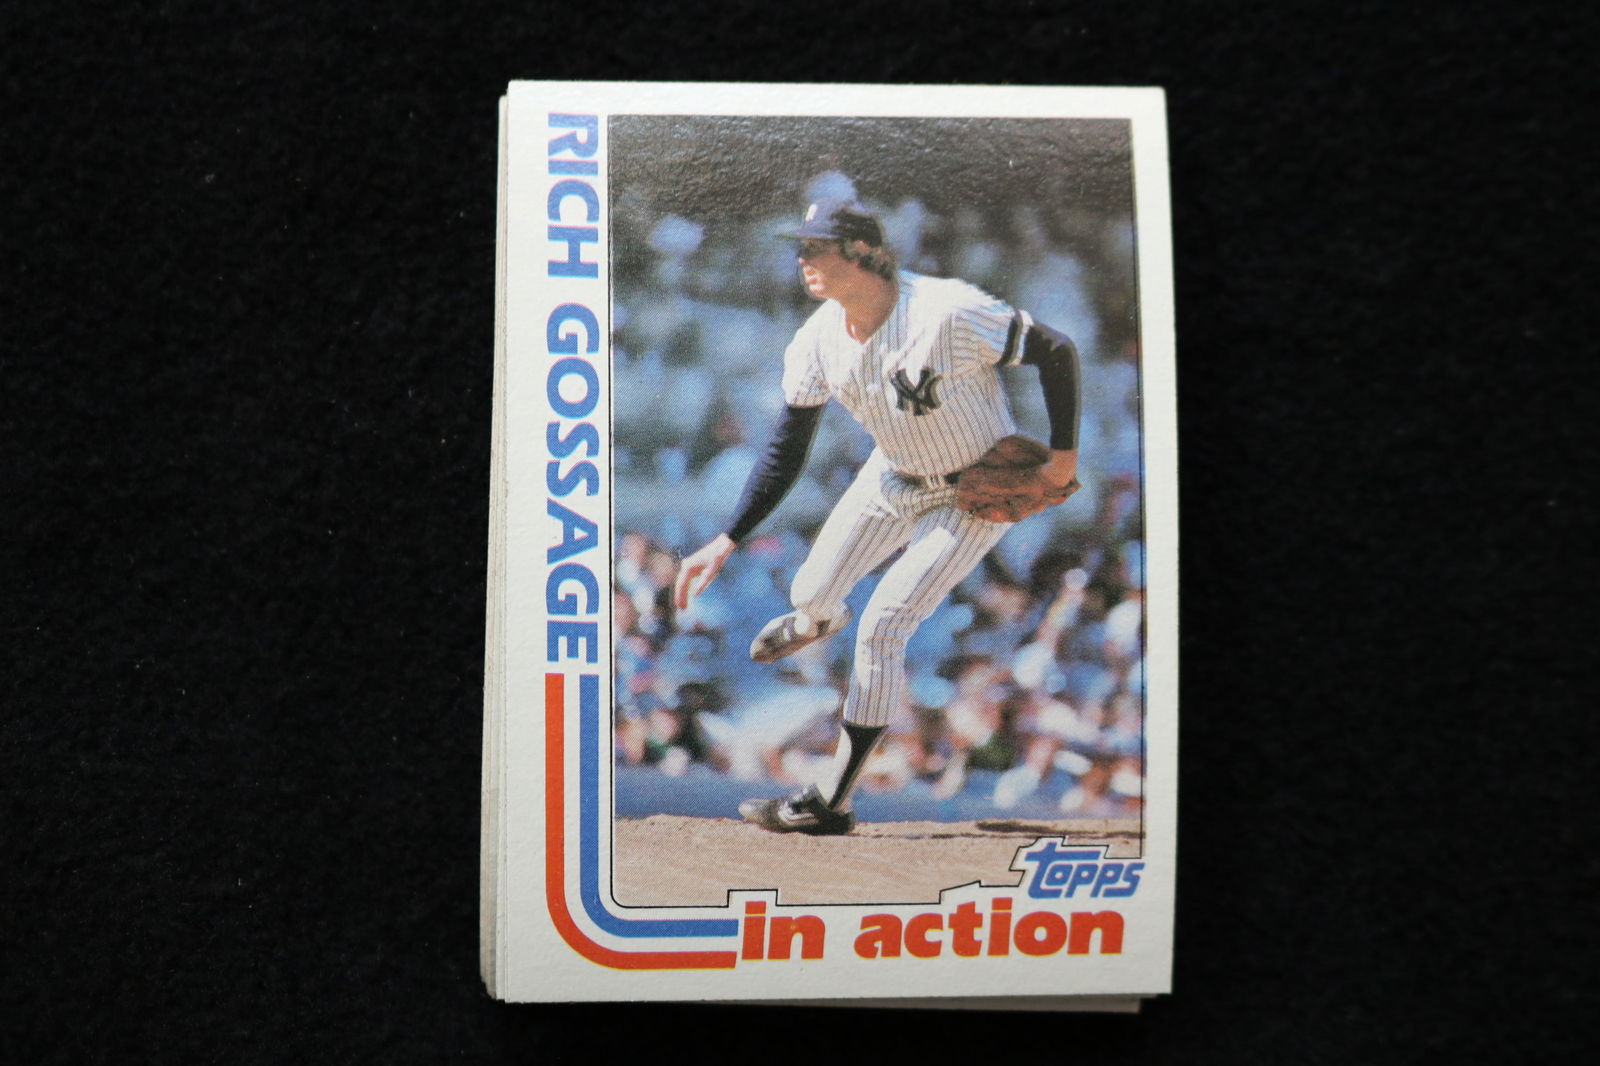 RICH GOSSAGE
NY
TOPPS
in action